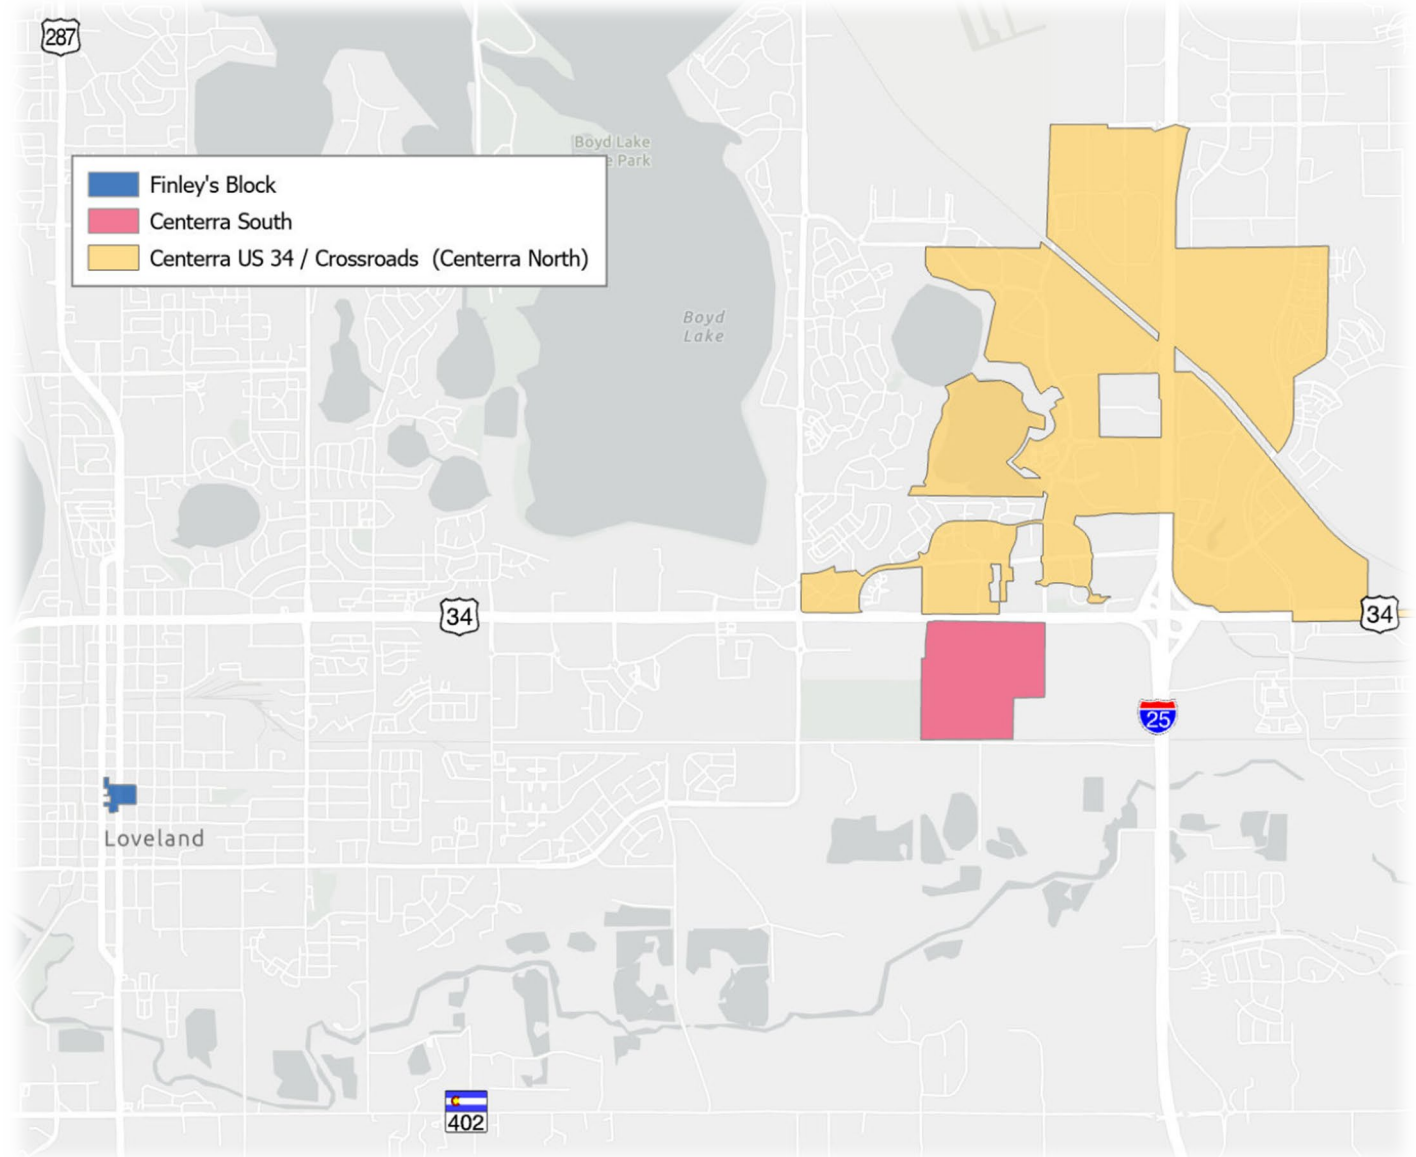 287
Boyd Lake
e Park
Finley's Block
Centerra South
Centerra US 34 / Crossroads (Centerra North)
Boyd
Lake
34
34
25
Loveland
402